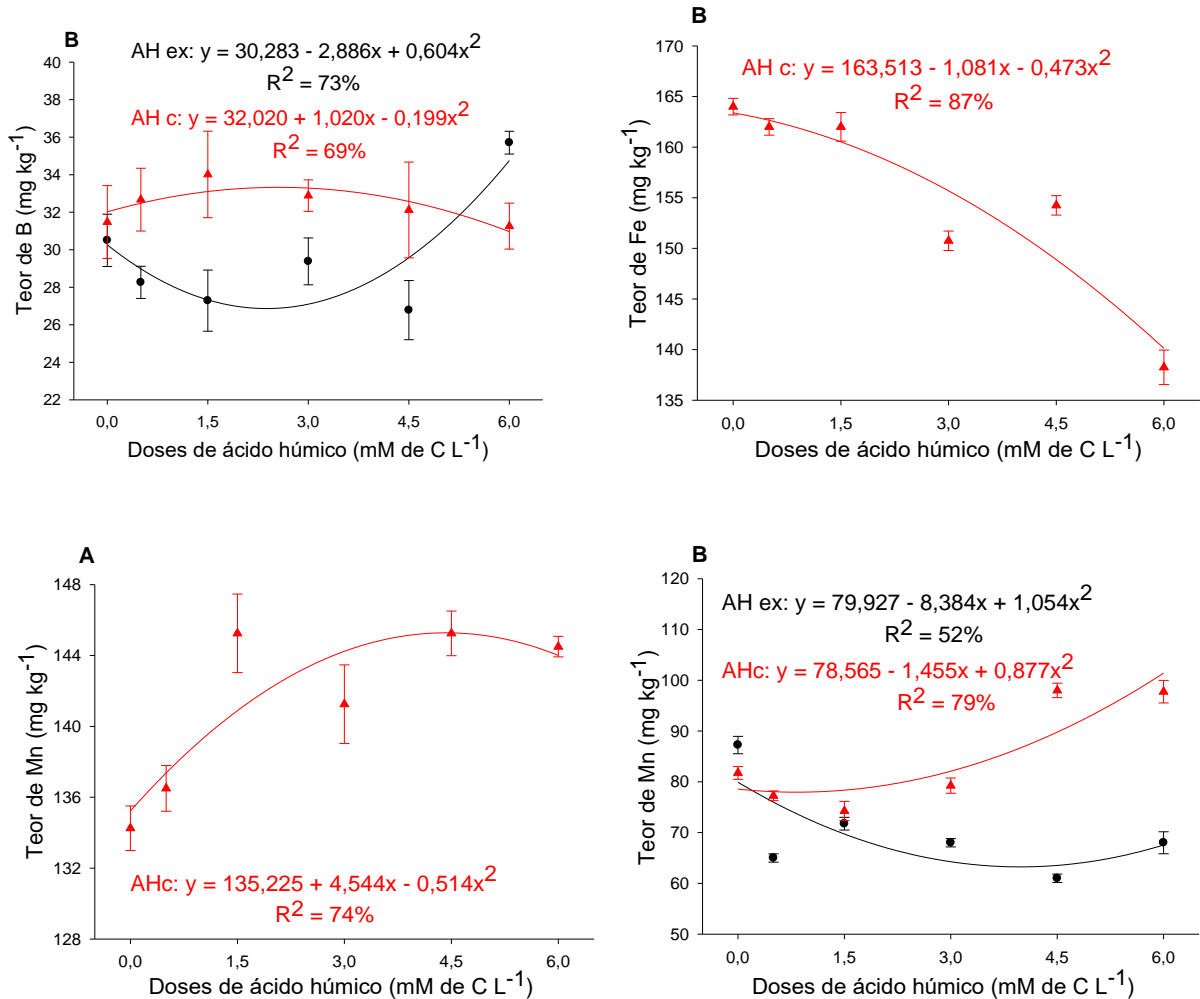 B
AH ex: y = 30,283 - 2,886x + 0,604x²
R² = 73%
AH c: y = 32,020 + 1,020x - 0,199x²
R² = 69%
Teor de B (mg kg⁻¹)
40
38
36
34
32
30
28
26
24
22
0,0 1,5 3,0 4,5 6,0
Doses de ácido húmico (mM de C L⁻¹)
B
AH c: y = 163,513 - 1,081x - 0,473x²
R² = 87%
Teor de Fe (mg kg⁻¹)
170
165
160
155
150
145
140
135
0,0 1,5 3,0 4,5 6,0
Doses de ácido húmico (mM de C L⁻¹)
A
Teor de Mn (mg kg⁻¹)
148
144
140
136
132
128
AHc: y = 135,225 + 4,544x - 0,514x²
R² = 74%
0,0 1,5 3,0 4,5 6,0
Doses de ácido húmico (mM de C L⁻¹)
B
AH ex: y = 79,927 - 8,384x + 1,054x²
R² = 52%
AHc: y = 78,565 - 1,455x + 0,877x²
R² = 79%
Teor de Mn (mg kg⁻¹)
120
110
100
90
80
70
60
50
0,0 1,5 3,0 4,5 6,0
Doses de ácido húmico (mM de C L⁻¹)